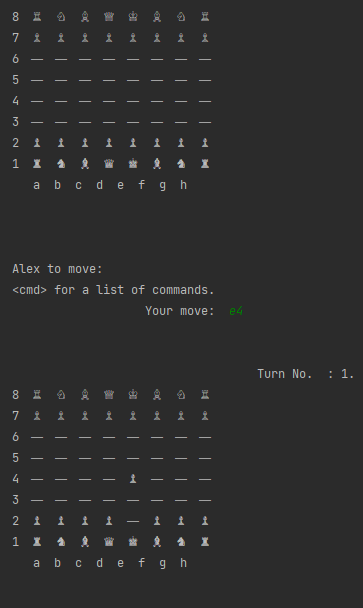 8 ♖ ♘ ♗ ♕ ♔ ♗ ♘ ♖
7 ♗ ♗ ♗ ♗ ♗ ♗ ♗ ♗
6 — — — — — — — —
5 — — — — — — — —
4 — — — — — — — —
3 — — — — — — — —
2 ♝ ♝ ♝ ♝ ♝ ♝ ♝ ♝
1 ♜ ♞ ♝ ♛ ♚ ♝ ♞ ♜
a b c d e f g h
Alex to move:
<cmd> for a list of commands.
Your move: e4
Turn No. : 1.
8 ♖ ♘ ♗ ♕ ♔ ♗ ♘ ♖
7 ♗ ♗ ♗ ♗ ♗ ♗ ♗ ♗
6 — — — — — — — —
5 — — — — — — — —
4 — — — — ♝ — — —
3 — — — — — — — —
2 ♝ ♝ ♝ ♝ — ♝ ♝ ♝
1 ♜ ♞ ♝ ♛ ♚ ♝ ♞ ♜
a b c d e f g h